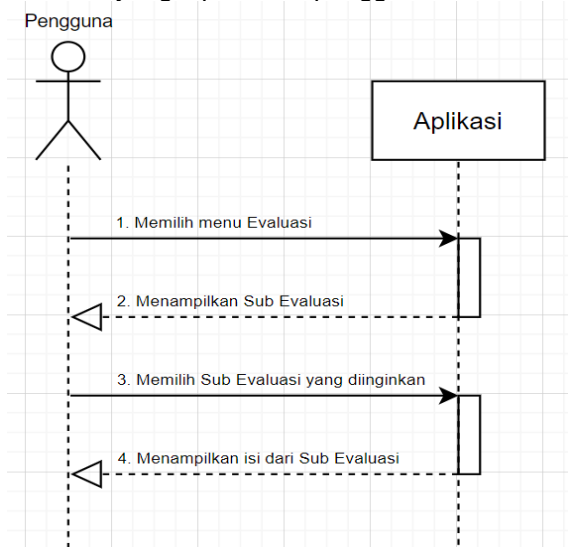 Pengguna
Aplikasi
1. Memilih menu Evaluasi
2. Menampilkan Sub Evaluasi
3. Memilih Sub Evaluasi yang diinginkan
4. Menampilkan isi dari Sub Evaluasi